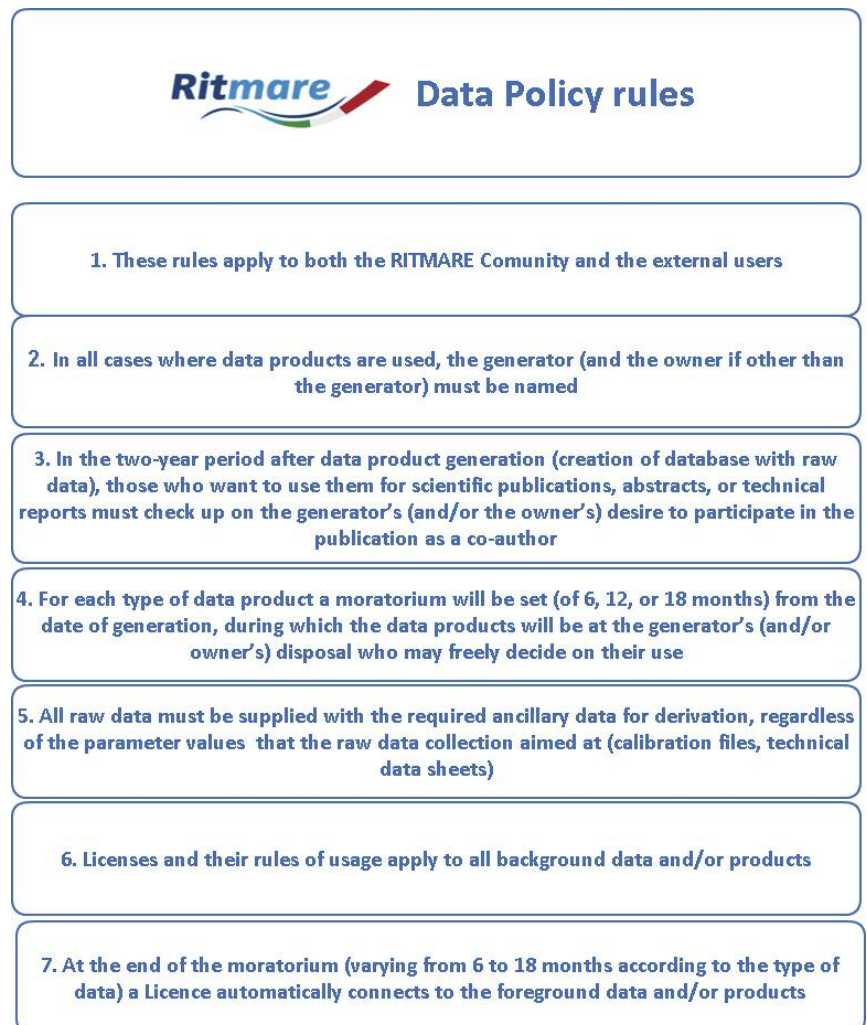 Ritmare Data Policy rules
1. These rules apply to both the RITMARE Comunity and the external users
2. In all cases where data products are used, the generator (and the owner if other than
the generator) must be named
3. In the two-year period after data product generation (creation of database with raw
data), those who want to use them for scientific publications, abstracts, or technical
reports must check up on the generator's (and/or the owner's) desire to participate in the
publication as a co-author
4. For each type of data product a moratorium will be set (of 6, 12, or 18 months) from the
date of generation, during which the data products will be at the generator's (and/or
owner's) disposal who may freely decide on their use
5. All raw data must be supplied with the required ancillary data for derivation, regardless
of the parameter values that the raw data collection aimed at (calibration files, technical
data sheets)
6. Licenses and their rules of usage apply to all background data and/or products
7. At the end of the moratorium (varying from 6 to 18 months according to the type of
data) a Licence automatically connects to the foreground data and/or products